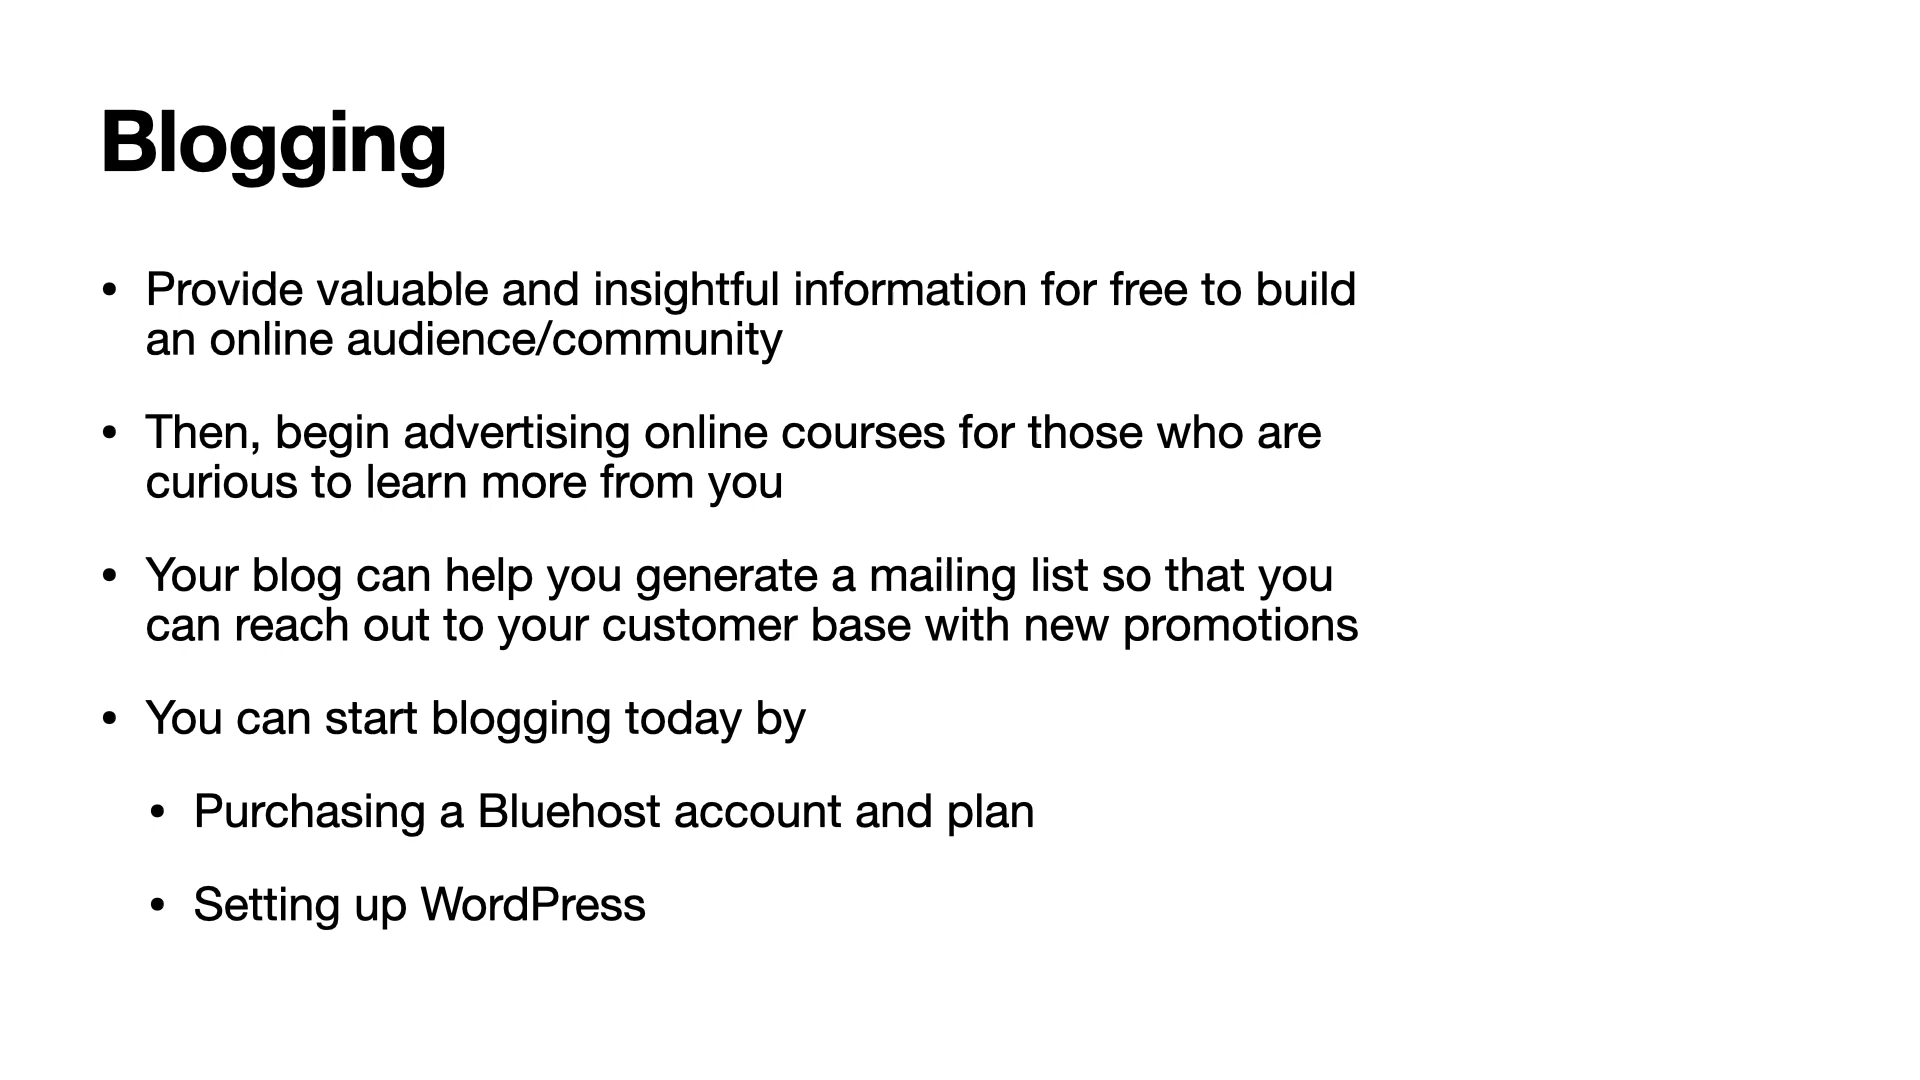 Blogging
• Provide valuable and insightful information for free to build
an online audience/community
• Then, begin advertising online courses for those who are
curious to learn more from you
• Your blog can help you generate a mailing list so that you
can reach out to your customer base with new promotions
• You can start blogging today by
• Purchasing a Bluehost account and plan
• Setting up WordPress